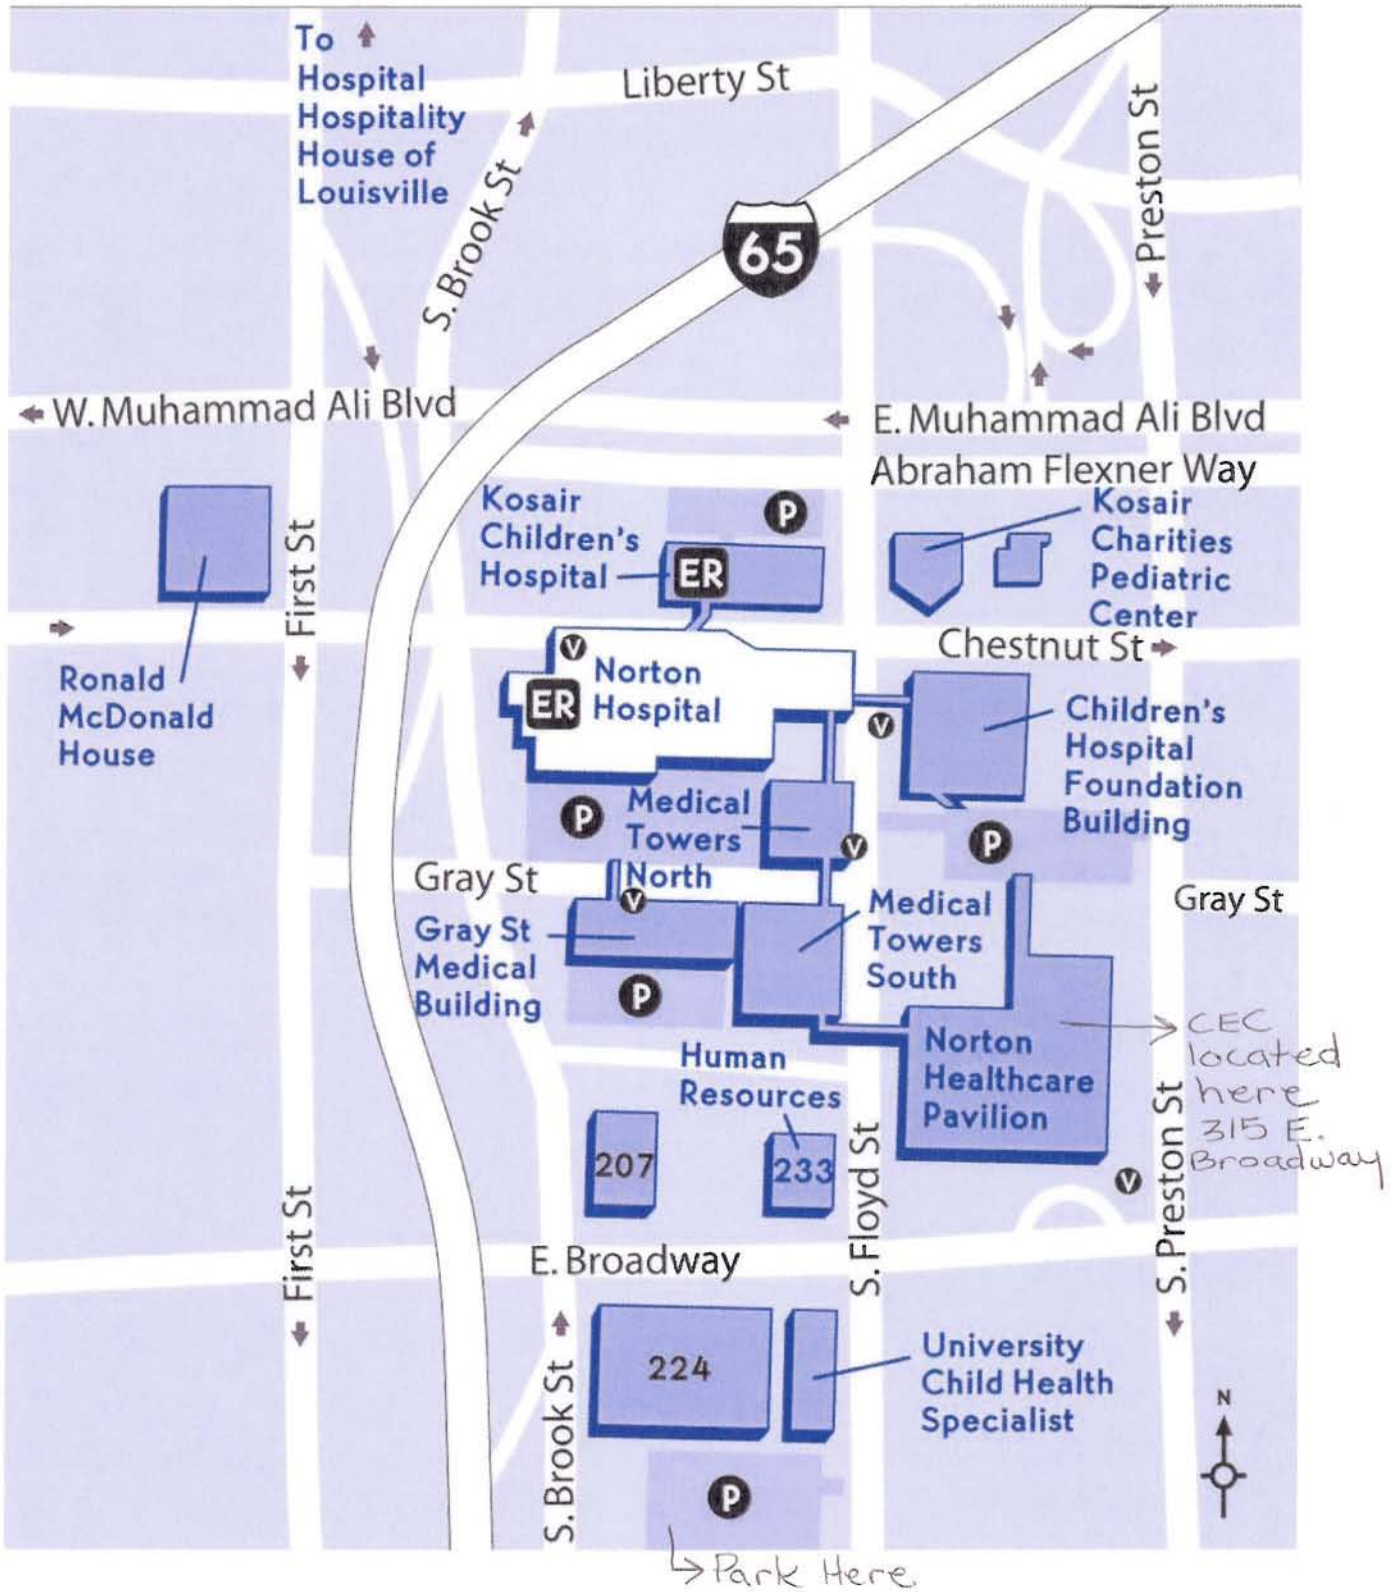 To
Hospital
Hospitality
House of
Louisville
Liberty St
S. Brook St
Preston St
65
W. Muhammad Ali Blvd
E. Muhammad Ali Blvd
Abraham Flexner Way
Kosair
Children's
Hospital
P
ER
Kosair
Charities
Pediatric
Center
First St
Chestnut St
Ronald
McDonald
House
V
Norton
Hospital
ER
V
Children's
Hospital
Foundation
Building
P
Medical
Towers
North
V
P
Gray St
V
Gray St
Gray St
Medical
Building
P
Medical
Towers
South
Norton
Healthcare
Pavilion
CEC
located
here
315 E.
Broadway
Human
Resources
207
233
V
First St
S. Floyd St
S. Preston St
E. Broadway
224
University
Child Health
Specialist
S. Brook St
P
N
Park Here